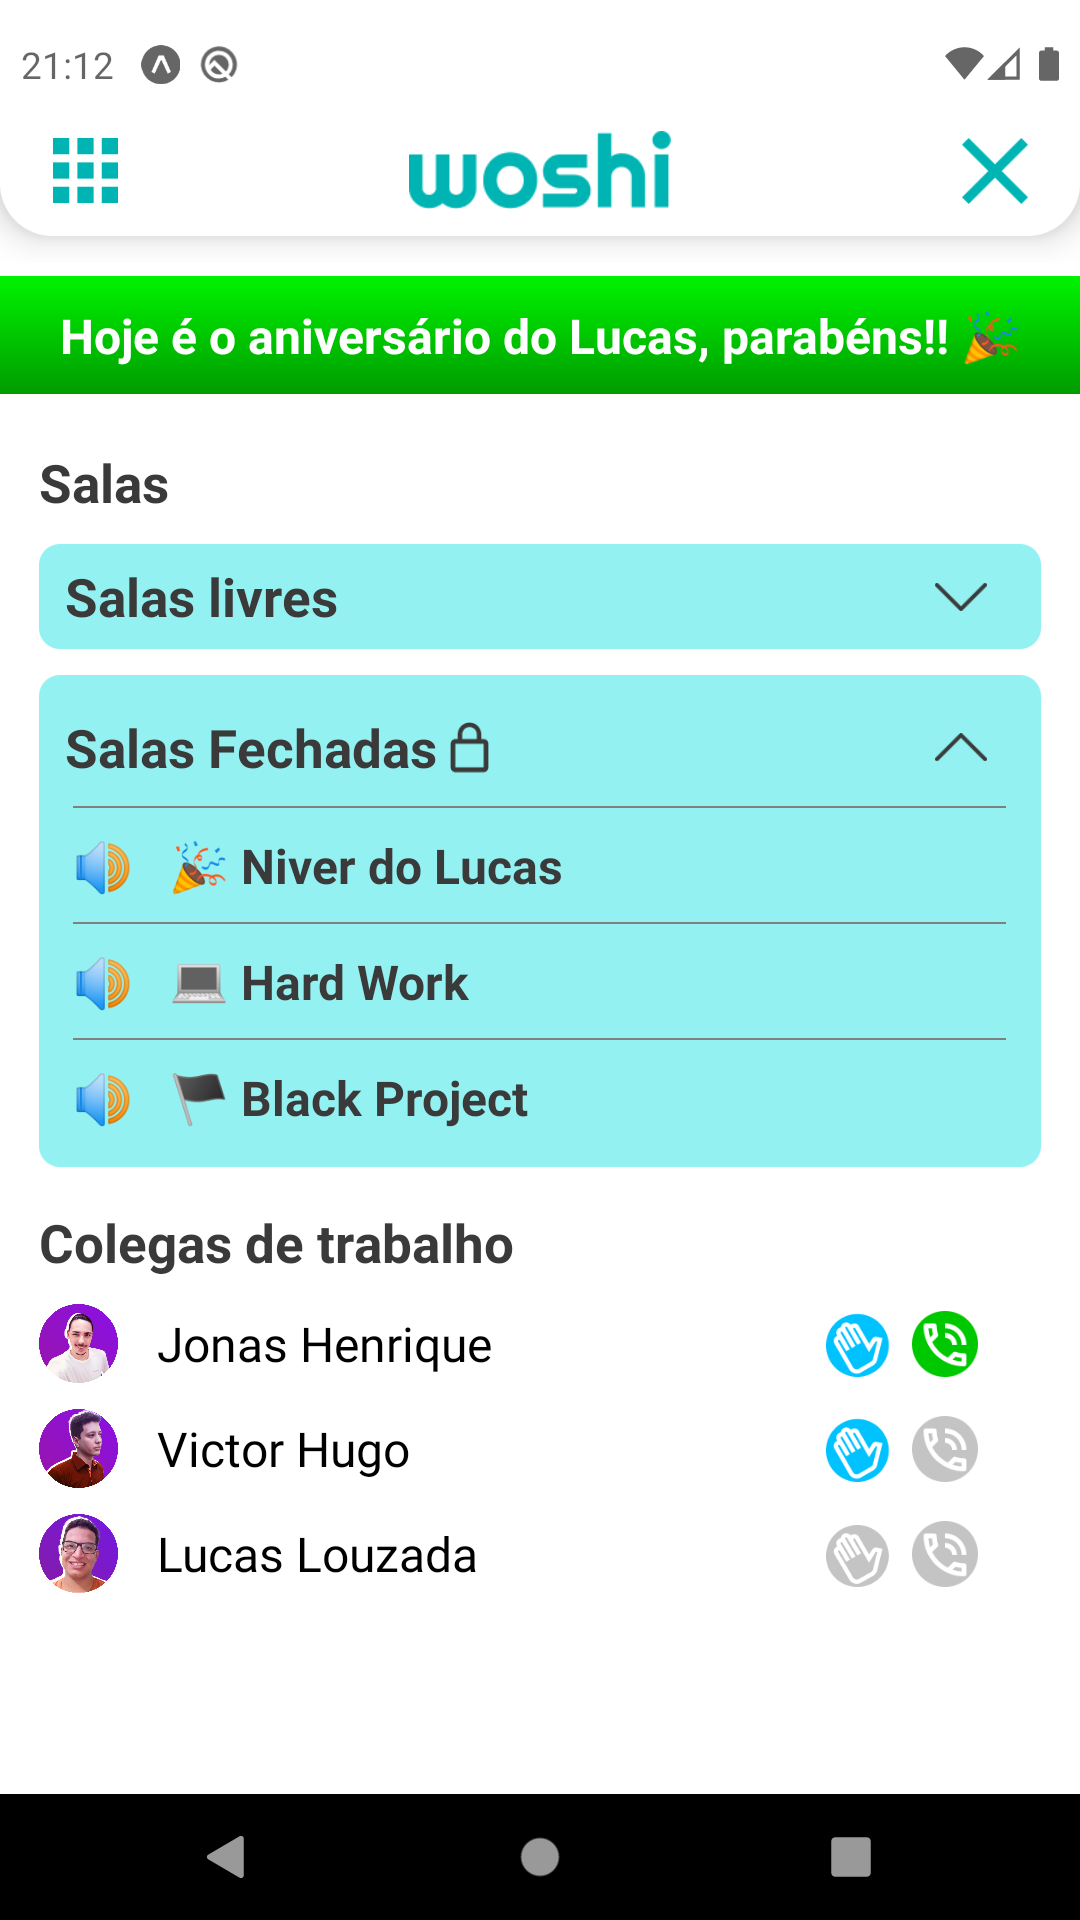 21:12
woshi
Hoje é o aniversário do Lucas, parabéns!! 🎉
Salas
Salas livres
Salas Fechadas
🔊 🎉 Niver do Lucas
🔊 💻 Hard Work
🔊 🏴 Black Project
Colegas de trabalho
Jonas Henrique
Victor Hugo
Lucas Louzada